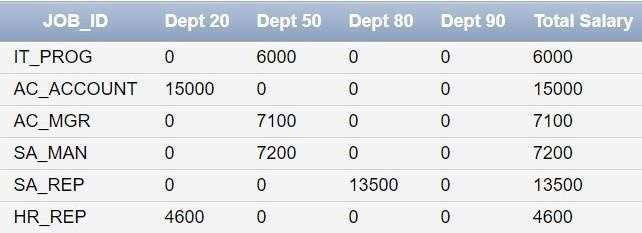 JOB_ID Dept 20 Dept 50 Dept 80 Dept 90 Total Salary
IT_PROG 0 6000 0 0 6000
AC_ACCOUNT 15000 0 0 0 15000
AC_MGR 0 7100 0 0 7100
SA_MAN 0 7200 0 0 7200
SA_REP 0 0 13500 0 13500
HR_REP 4600 0 0 0 4600